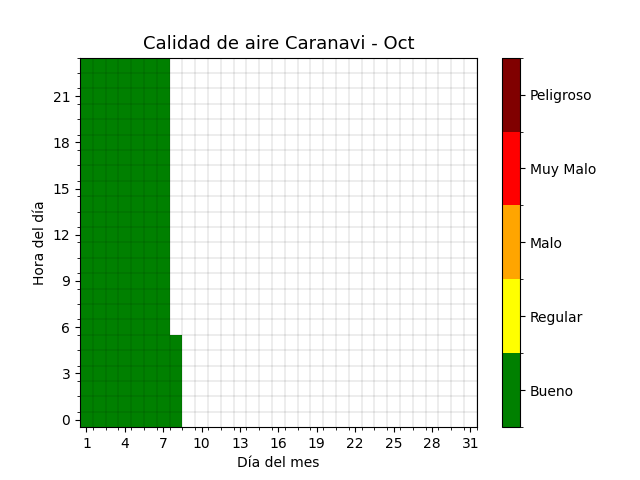 Calidad de aire Caranavi - Oct
Hora del día
21
18
15
12
9
6
3
0
1 4 7 10 13 16 19 22 25 28 31
Día del mes
Peligroso
Muy Malo
Malo
Regular
Bueno